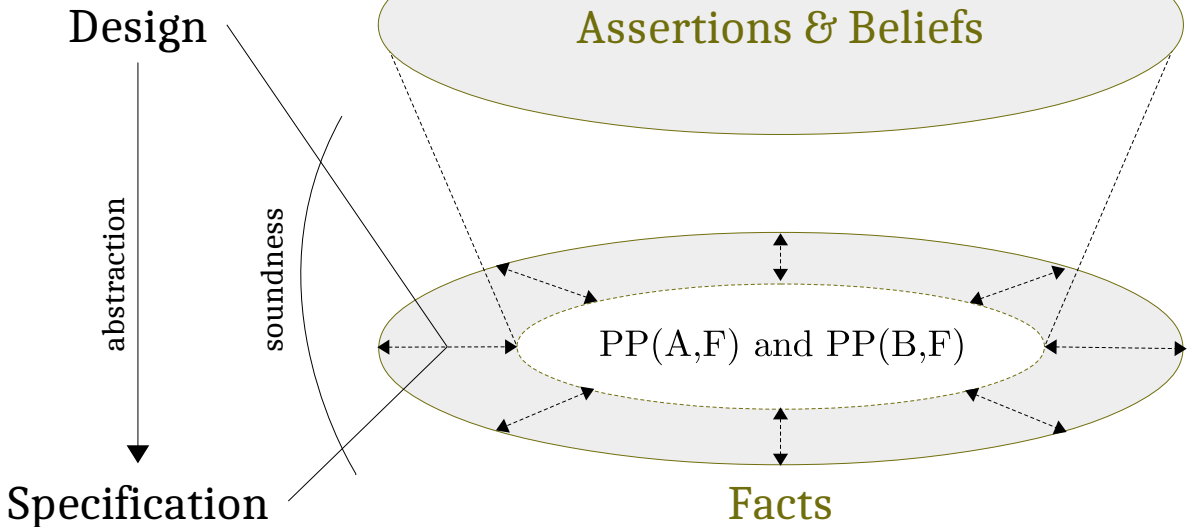 Design
Assertions & Beliefs
abstraction
soundness
PP(A,F) and PP(B,F)
Specification
Facts